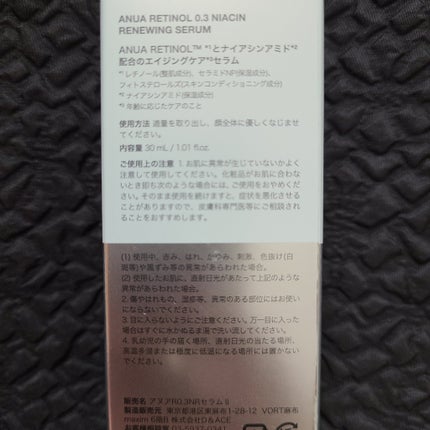 ANUA RETINOL 0.3 NIACIN
RENEWING SERUM
ANUA RETINOL™ *¹とナイアシンアミド*²
配合のエイジングケア*³セラム
*¹ レチノール(整肌成分)、セラミドNP(保湿成分)、
フィトステロールズ(スキンコンディショニング成分)
*² ナイアシンアミド(保湿成分)
*³ 年齢に応じたケアのこと
使用方法 適量を取り出し、顔全体に優しくなじませ
てください。
内容量 30 mL / 1.01 fl.oz.
ご使用上の注意 1. お肌に異常が生じていないかよく
注意して使用してください。化粧品がお肌に合わ
ないとき即ち次のような場合には、ご使用をおやめくだ
さい。そのまま使用を続けますと、症状を悪化させる
ことがありますので、皮膚科専門医等にご相談され
ることをおすすめします。
(1) 使用中、赤み、はれ、かゆみ、刺激、色抜け(白
斑等)や黒ずみ等の異常があらわれた場合。
(2) 使用したお肌に、直射日光があたって上記のような
異常があらわれた場合。
2. 傷やはれもの、湿疹等、異常のある部位にはお使い
にならないでください。
3. 目に入らないようにご注意ください。万一目に入った
場合はすぐに水かぬるま湯で洗い流してください。
4. 乳幼児の手の届く場所、直射日光の当たる場所、
高温多湿または極度に低温になる場所には置かない
でください。
販売名 アヌアR0.3NRセラムⅡ
製造販売元 東京都港区東麻布1-28-12 VORT麻布
maxim 6階B 株式会社D&ACE